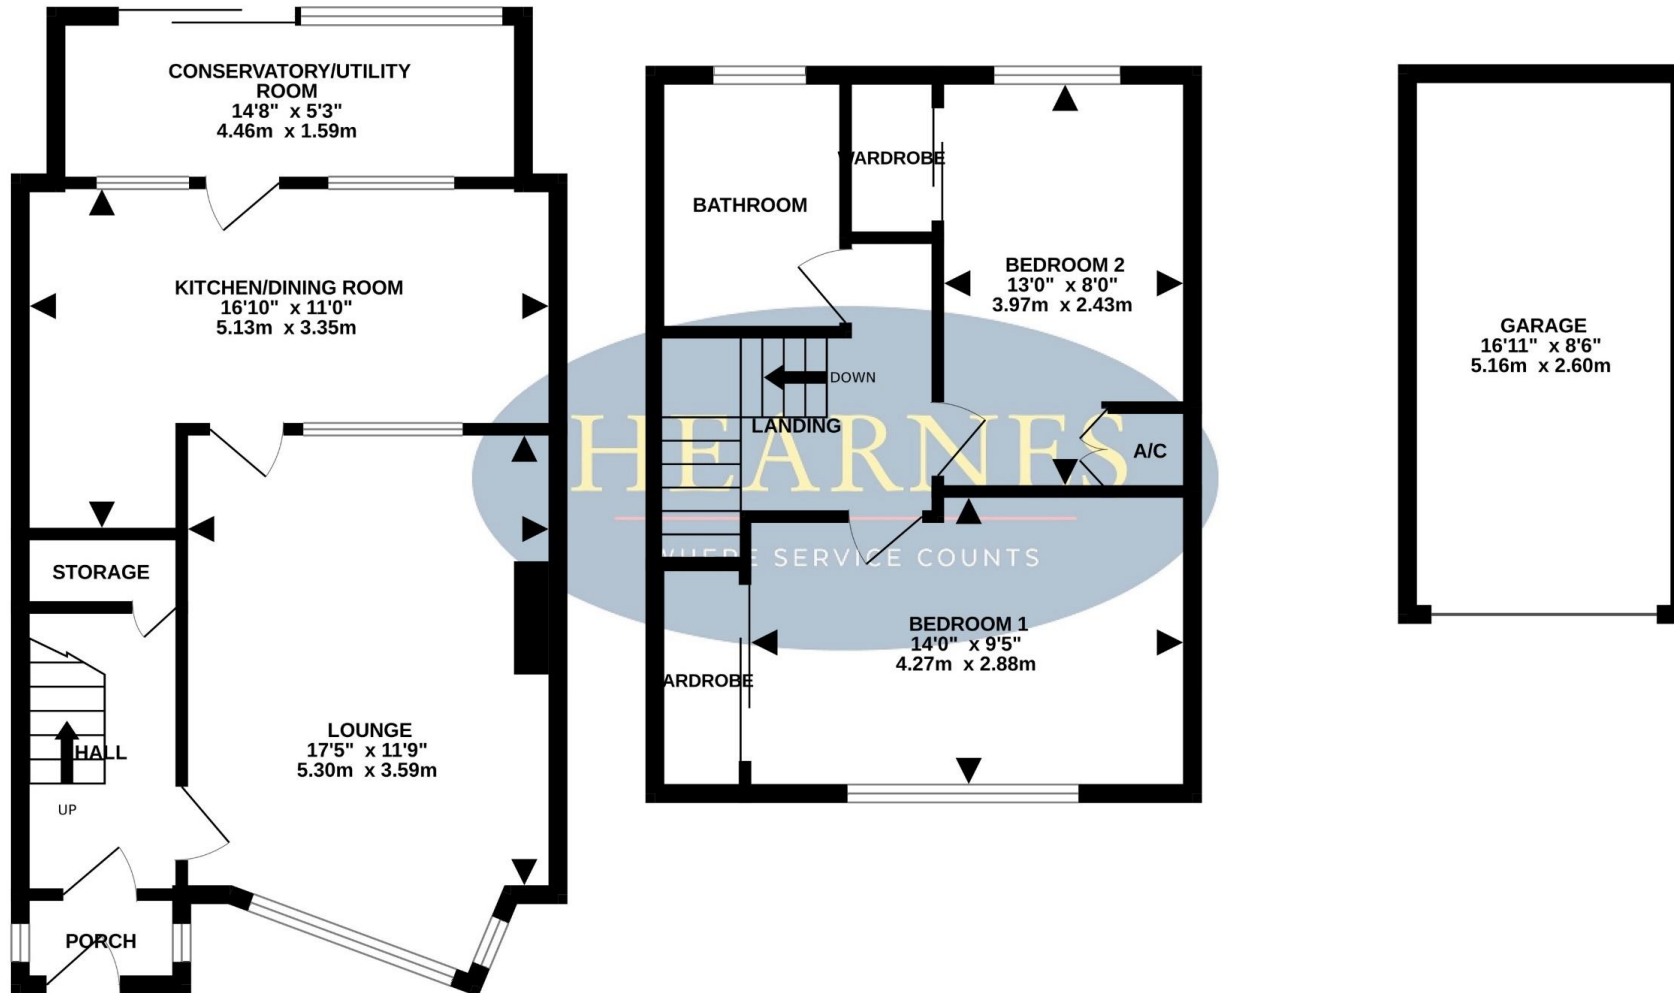 CONSERVATORY/UTILITY
ROOM
14'8" x 5'3"
4.46m x 1.59m
KITCHEN/DINING ROOM
16'10" x 11'0"
5.13m x 3.35m
STORAGE
HALL
UP
LOUNGE
17'5" x 11'9"
5.30m x 3.59m
PORCH
BATHROOM
WARDROBE
BEDROOM 2
13'0" x 8'0"
3.97m x 2.43m
DOWN
LANDING
A/C
HEARNES
WHERE SERVICE COUNTS
BEDROOM 1
14'0" x 9'5"
4.27m x 2.88m
ARDROBE
GARAGE
16'11" x 8'6"
5.16m x 2.60m